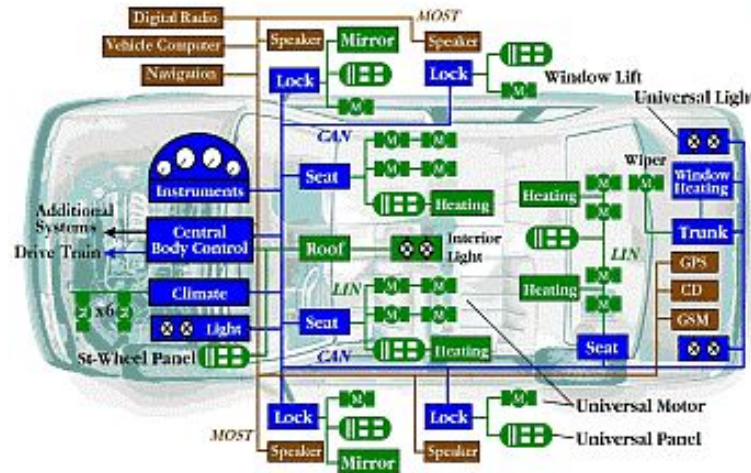 Digital Radio
MOST
Vehicle Computer
Speaker
Mirror
Speaker
Navigation
Lock
Lock
Window Lift
M
M
Universal Light
CAN
M M
Wiper
Instruments
Seat
M M
Heating
M
M
Window
Heating
Heating
M
Additional
Systems
Central
Body Control
Roof
Interior
Light
Trunk
Drive Train
LIN
GPS
Climate
LIN
M M
Heating
M
CD
x6
M
Light
Seat
M M
GSM
St-Wheel Panel
CAN
Heating
Seat
Lock
M
Lock
M
Universal Motor
MOST
Speaker
Speaker
Universal Panel
Mirror